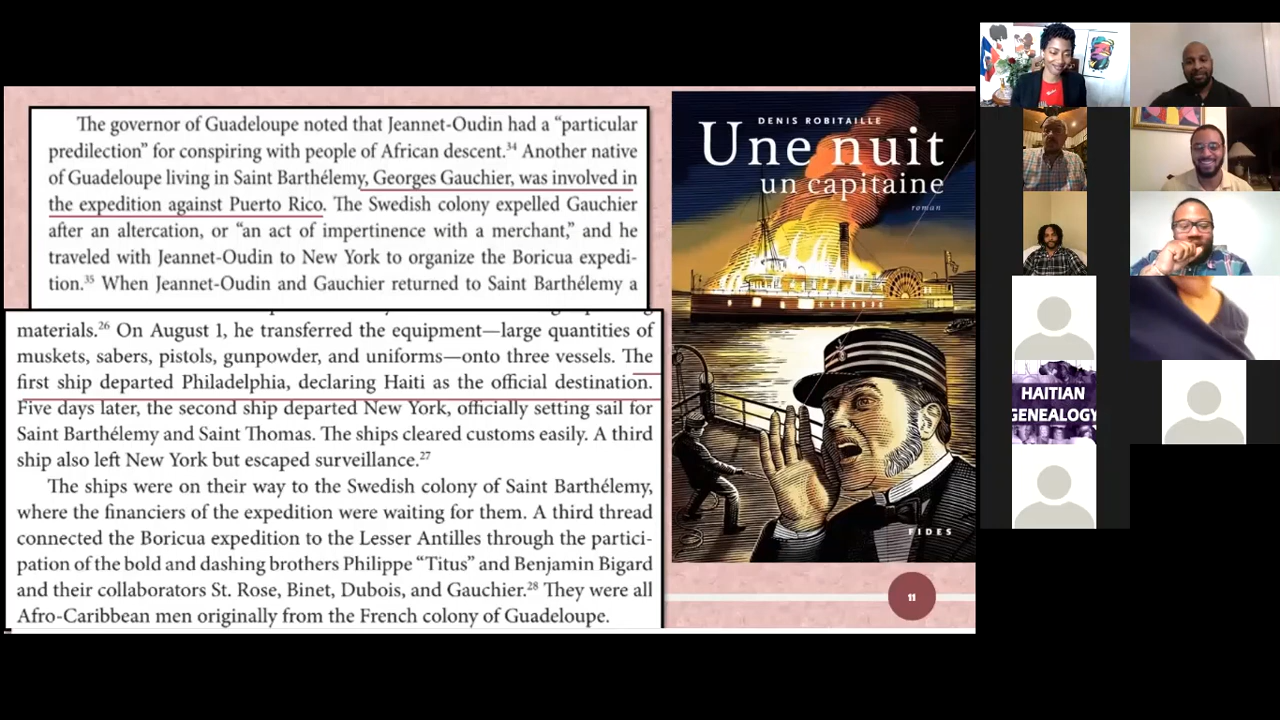 The governor of Guadeloupe noted that Jeannet-Oudin had a “particular
predilection” for conspiring with people of African descent.34 Another native
of Guadeloupe living in Saint Barthélemy, Georges Gauchier, was involved in
the expedition against Puerto Rico. The Swedish colony expelled Gauchier
after an altercation, or “an act of impertinence with a merchant,” and he
traveled with Jeannet-Oudin to New York to organize the Boricua expedi-
tion.35 When Jeannet-Oudin and Gauchier returned to Saint Barthélemy a
materials.26 On August 1, he transferred the equipment—large quantities of
muskets, sabers, pistols, gunpowder, and uniforms—onto three vessels. The
first ship departed Philadelphia, declaring Haiti as the official destination.
Five days later, the second ship departed New York, officially setting sail for
Saint Barthélemy and Saint Thomas. The ships cleared customs easily. A third
ship also left New York but escaped surveillance.27
The ships were on their way to the Swedish colony of Saint Barthélemy,
where the financiers of the expedition were waiting for them. A third thread
connected the Boricua expedition to the Lesser Antilles through the partici-
pation of the bold and dashing brothers Philippe “Titus” and Benjamin Bigard
and their collaborators St. Rose, Binet, Dubois, and Gauchier.28 They were all
Afro-Caribbean men originally from the French colony of Guadeloupe.
DENIS ROBITAILLE
Une nuit
un capitaine
roman
FIDES
11
HAITIAN
GENEALOGY